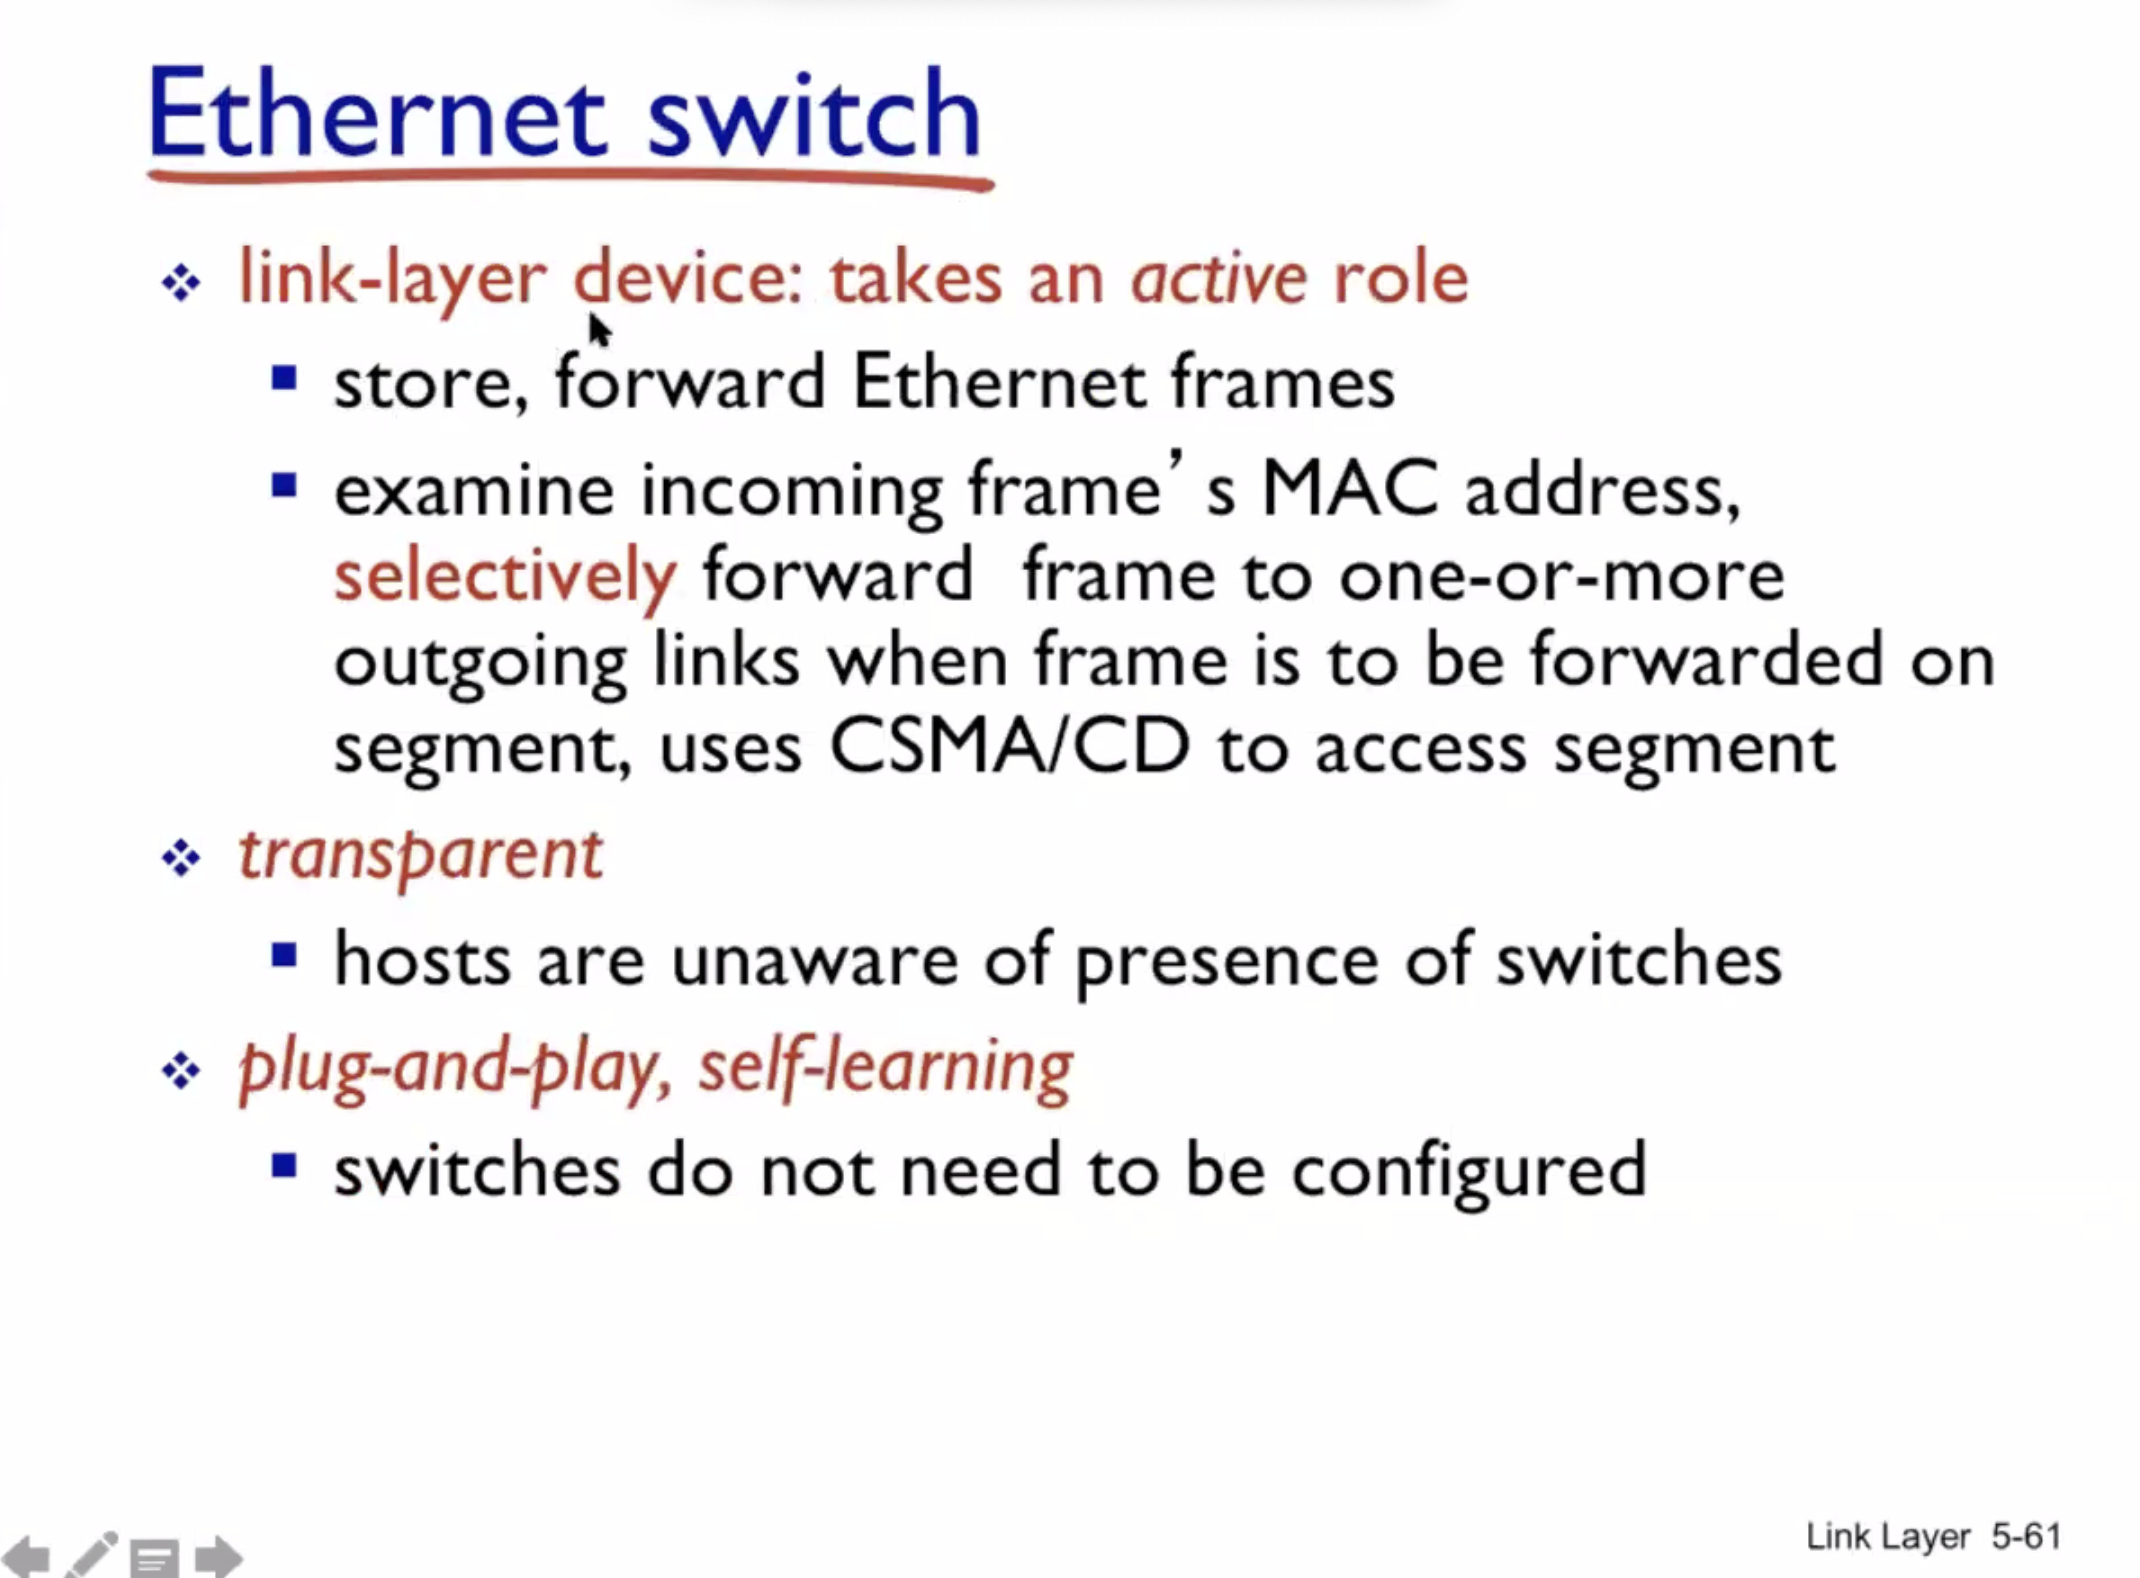 Ethernet switch
link-layer device: takes an active role
store, forward Ethernet frames
examine incoming frame’s MAC address,
selectively forward frame to one-or-more
outgoing links when frame is to be forwarded on
segment, uses CSMA/CD to access segment
transparent
hosts are unaware of presence of switches
plug-and-play, self-learning
switches do not need to be configured
Link Layer 5-61